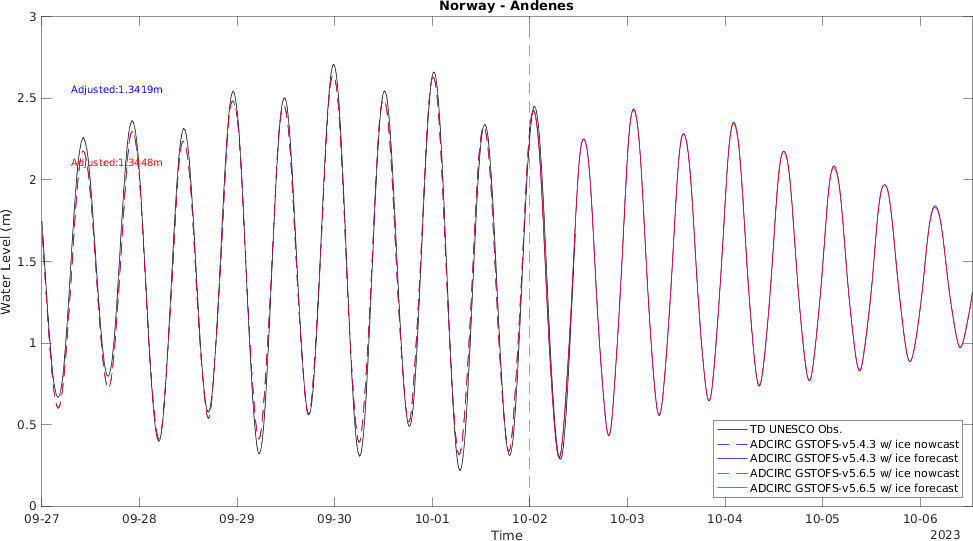 Norway - Andenes
3
2.5
2
1.5
1
0.5
0
Water Level (m)
Adjusted:1.3419m
Adjusted:1.3448m
TD UNESCO Obs.
ADCIRC GSTOFS-v5.4.3 w/ ice nowcast
ADCIRC GSTOFS-v5.4.3 w/ ice forecast
ADCIRC GSTOFS-v5.6.5 w/ ice nowcast
ADCIRC GSTOFS-v5.6.5 w/ ice forecast
09-27 09-28 09-29 09-30 10-01 10-02 10-03 10-04 10-05 10-06
Time
2023